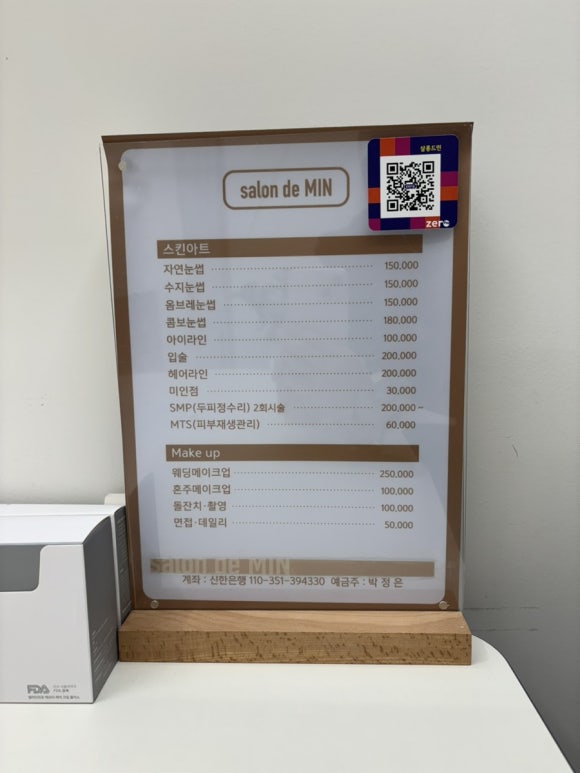 살롱드민
salon de MIN
zero
스킨아트
자연눈썹 150,000
수지눈썹 150,000
옴브레눈썹 150,000
콤보눈썹 180,000
아이라인 100,000
입술 200,000
헤어라인 200,000
미인점 30,000
SMP(두피정수리) 2회시술 200,000~
MTS(피부재생관리) 60,000
Make up
웨딩메이크업 250,000
혼주메이크업 100,000
돌잔치·촬영 100,000
면접·데일리 50,000
salon de MIN
계좌 : 신한은행 110-351-394330 예금주 : 박 정 은
FDA